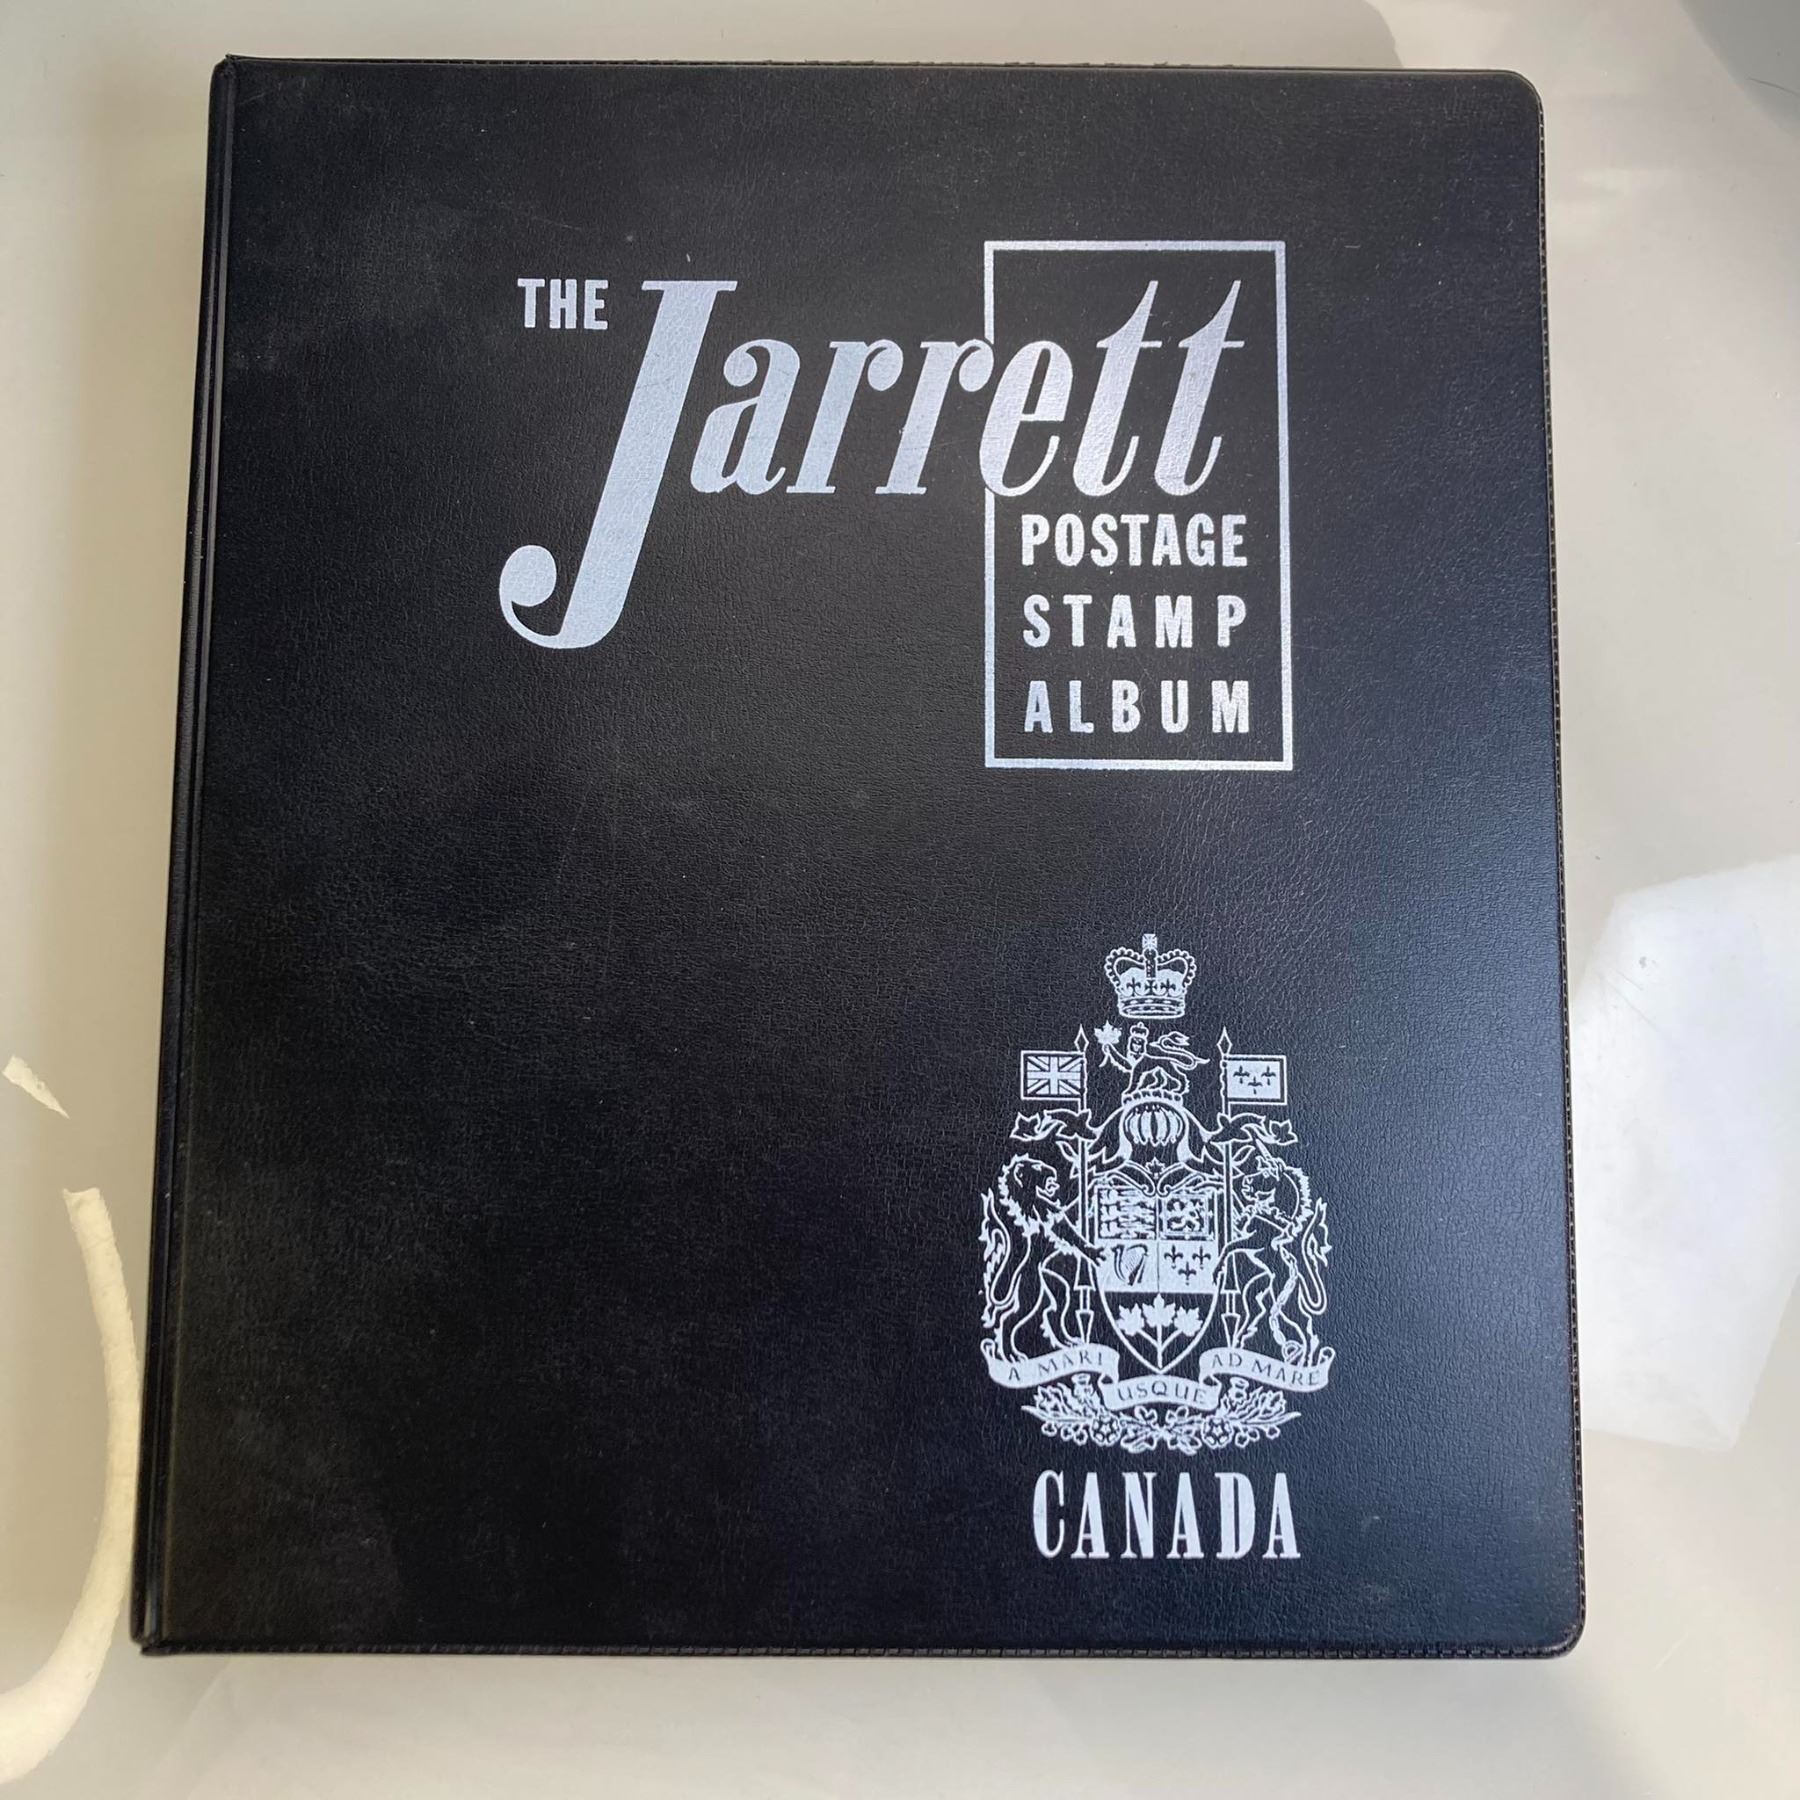 THE Jarrett
POSTAGE
STAMP
ALBUM
A MARI USQUE AD MARE
CANADA